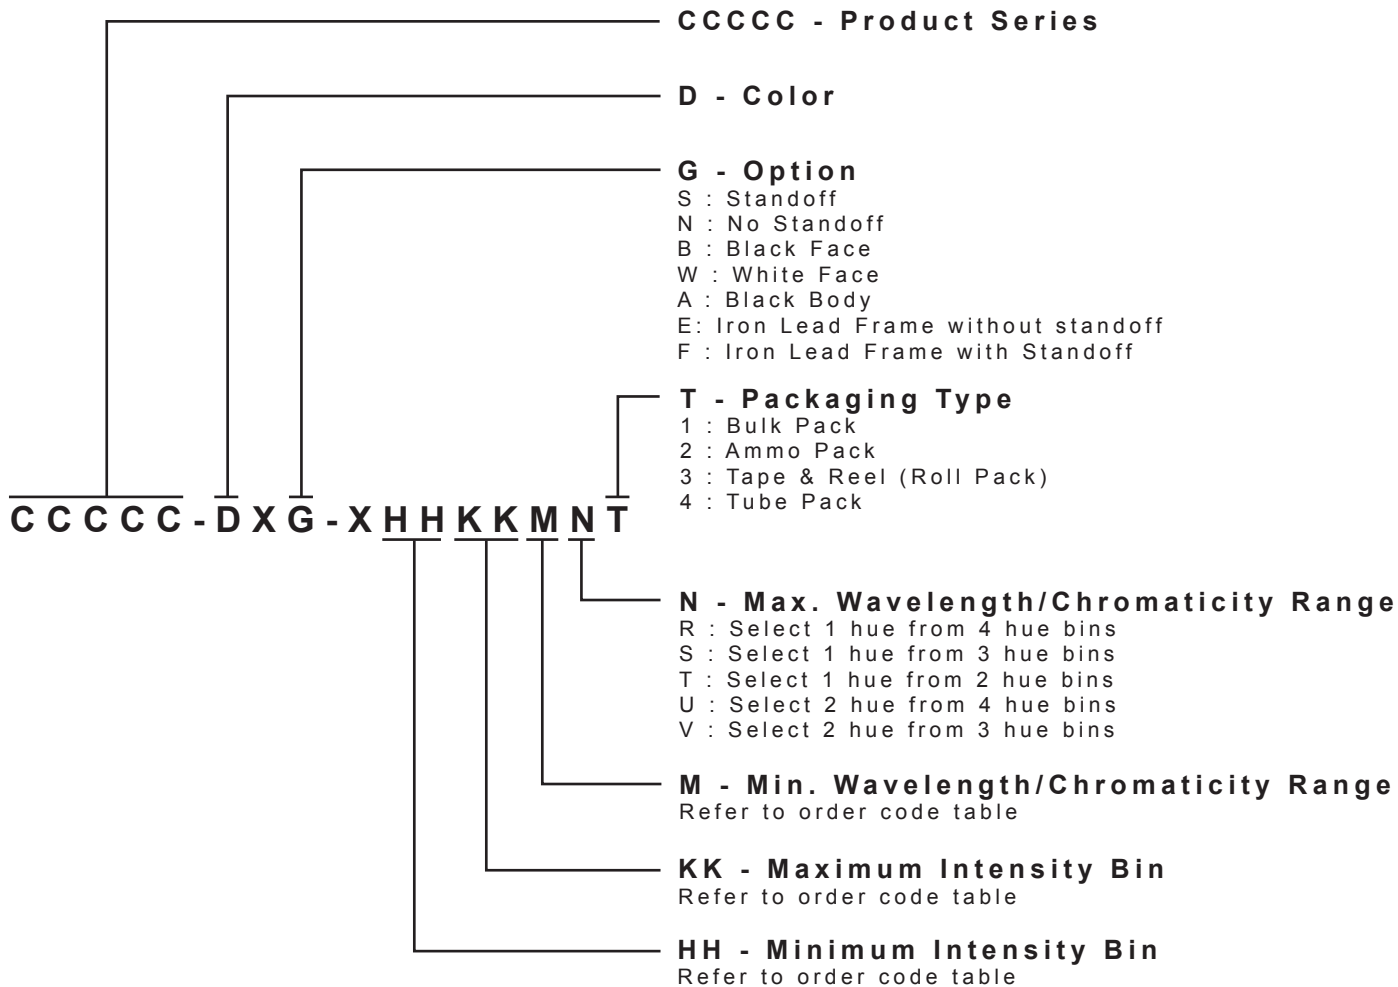 CCCCC - Product Series
D - Color
G - Option
S : Standoff
N : No Standoff
B : Black Face
W : White Face
A : Black Body
E: Iron Lead Frame without standoff
F : Iron Lead Frame with Standoff
T - Packaging Type
1 : Bulk Pack
2 : Ammo Pack
3 : Tape & Reel (Roll Pack)
4 : Tube Pack
CCCCC-DXG-XHHKKMNT
N - Max. Wavelength/Chromaticity Range
R : Select 1 hue from 4 hue bins
S : Select 1 hue from 3 hue bins
T : Select 1 hue from 2 hue bins
U : Select 2 hue from 4 hue bins
V : Select 2 hue from 3 hue bins
M - Min. Wavelength/Chromaticity Range
Refer to order code table
KK - Maximum Intensity Bin
Refer to order code table
HH - Minimum Intensity Bin
Refer to order code table